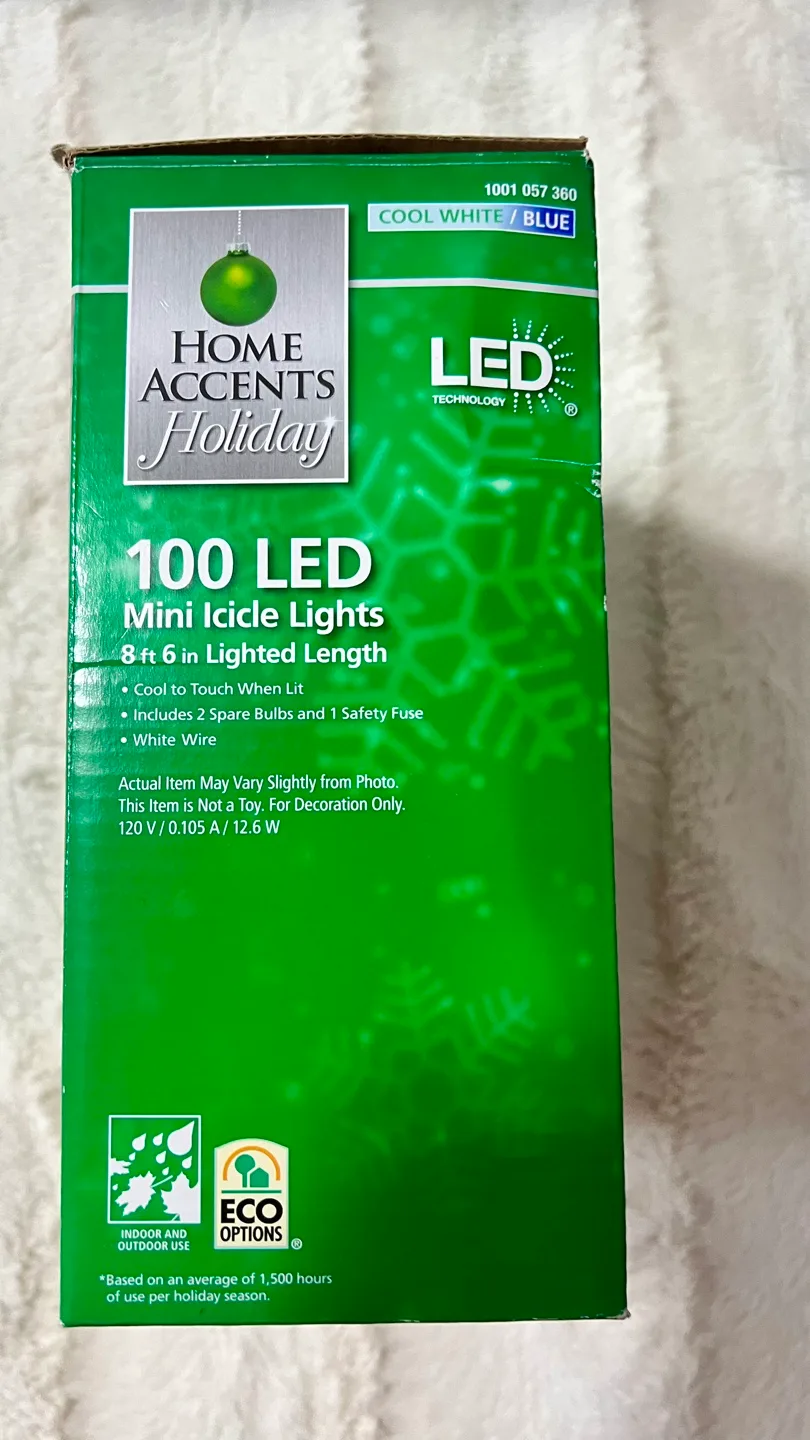 1001 057 360
COOL WHITE / BLUE
HOME
ACCENTS
Holiday
LED
TECHNOLOGY
®
100 LED
Mini Icicle Lights
8 ft 6 in Lighted Length
• Cool to Touch When Lit
• Includes 2 Spare Bulbs and 1 Safety Fuse
• White Wire
Actual Item May Vary Slightly from Photo.
This Item is Not a Toy. For Decoration Only.
120 V / 0.105 A / 12.6 W
INDOOR AND
OUTDOOR USE
ECO
OPTIONS
®
*Based on an average of 1,500 hours
of use per holiday season.